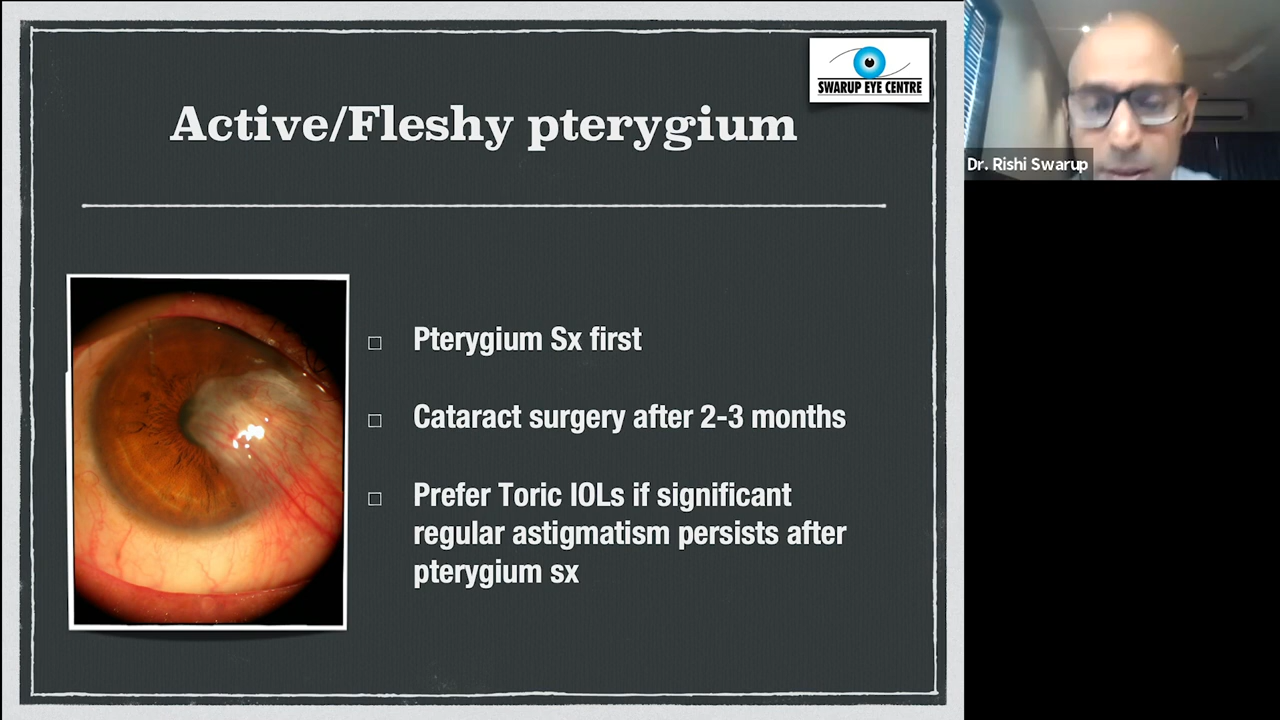 SWARUP EYE CENTRE
Active/Fleshy pterygium
Dr. Rishi Swarup
Pterygium Sx first
Cataract surgery after 2-3 months
Prefer Toric IOLs if significant
regular astigmatism persists after
pterygium sx